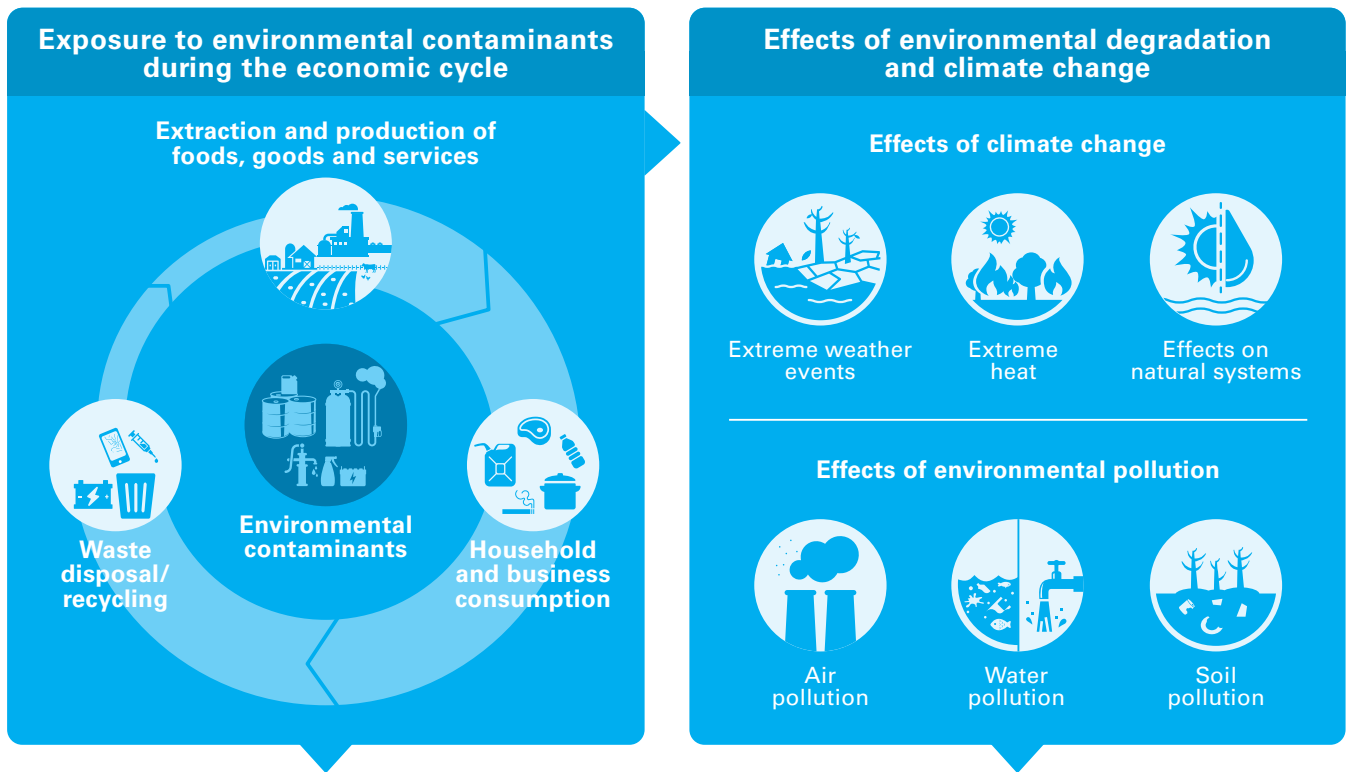 Exposure to environmental contaminants
during the economic cycle
Extraction and production of
foods, goods and services
Environmental
contaminants
Waste
disposal/
recycling
Household
and business
consumption
Effects of environmental degradation
and climate change
Effects of climate change
Extreme weather
events
Extreme
heat
Effects on
natural systems
Effects of environmental pollution
Air
pollution
Water
pollution
Soil
pollution